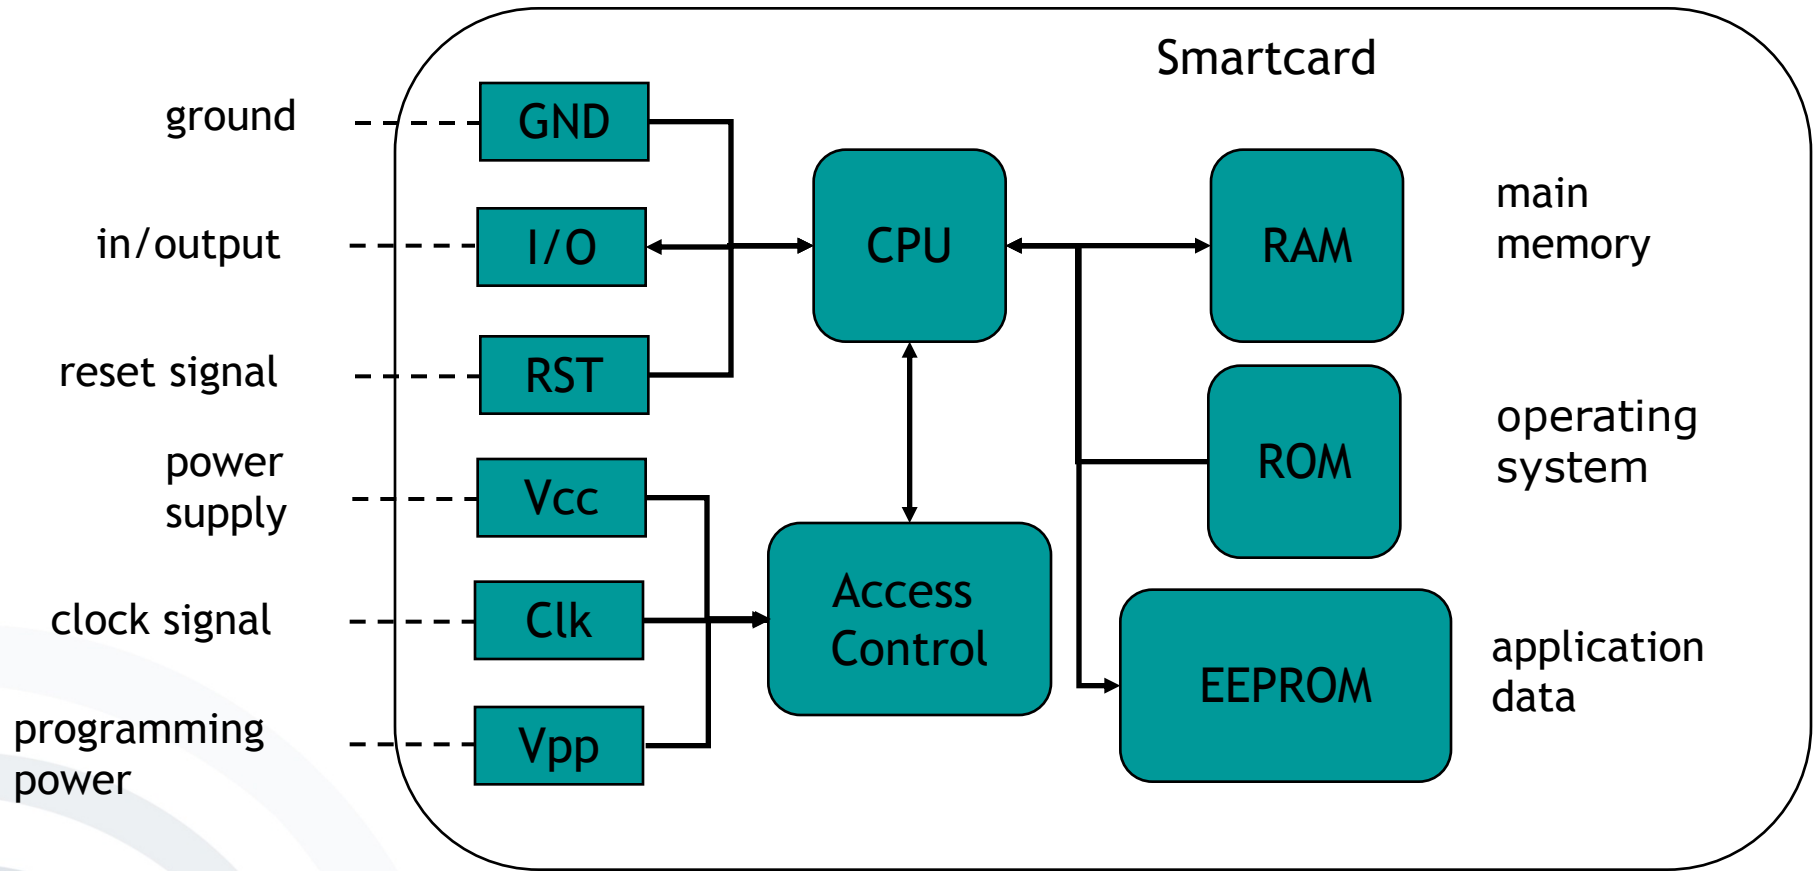 Smartcard
ground
GND
in/output
I/O
reset signal
RST
power
supply
Vcc
clock signal
Clk
programming
power
Vpp
CPU
Access
Control
RAM
main
memory
ROM
operating
system
EEPROM
application
data